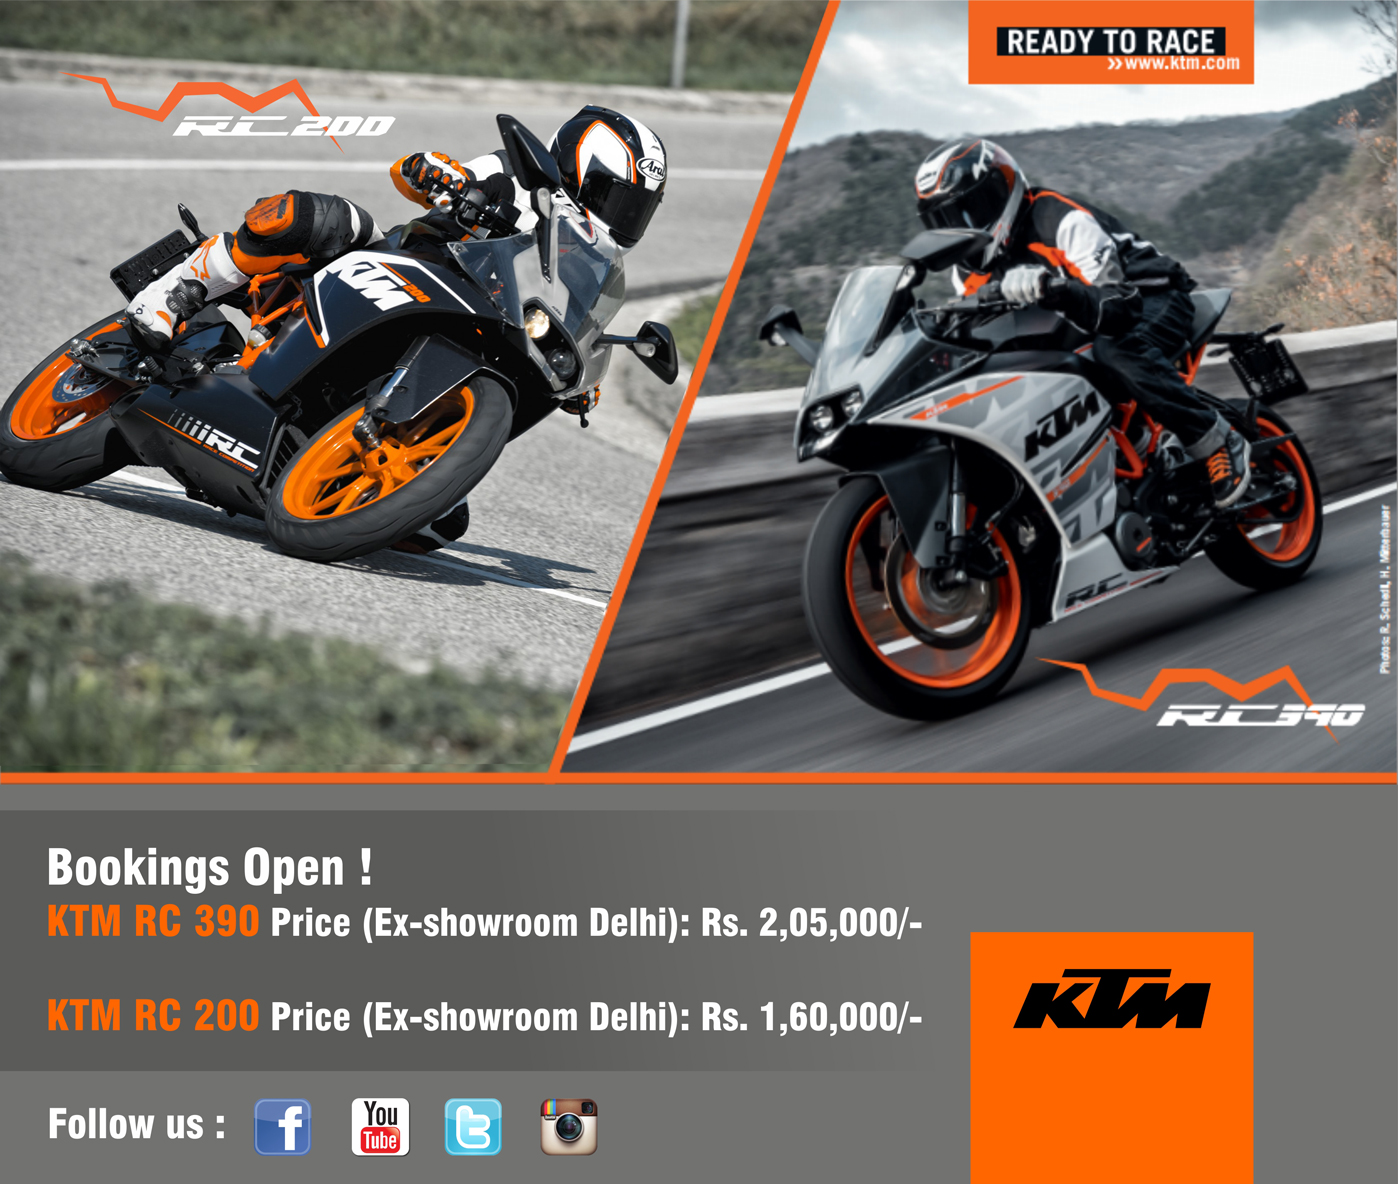 READY TO RACE
»www.ktm.com
RC 200
Arai
KTM 200
RC
KTM
RC
RC 390
Bookings Open !
KTM RC 390 Price (Ex-showroom Delhi): Rs. 2,05,000/-
KTM RC 200 Price (Ex-showroom Delhi): Rs. 1,60,000/-
KTM
Follow us :
f
You
Tube
t